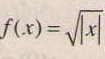 f(x) = √|x|